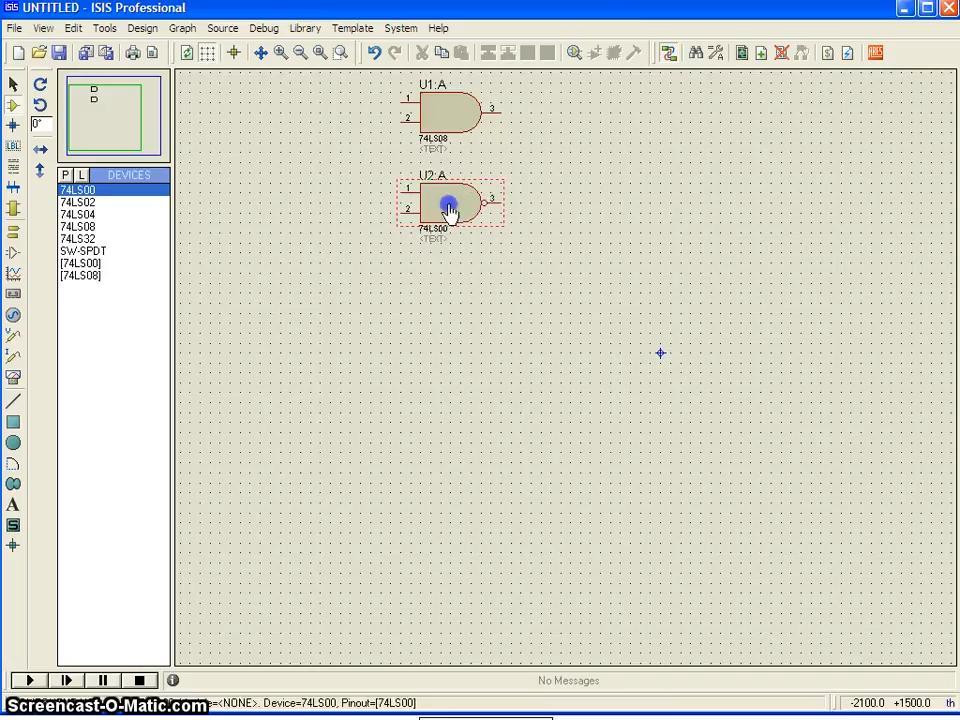 UNTITLED - ISIS Professional
File View Edit Tools Design Graph Source Debug Library Template System Help
ARES
0°
LBL
P L DEVICES
74LS00
74LS02
74LS04
74LS08
74LS32
SW-SPDT
[74LS00]
[74LS08]
U1:A
1
2
3
74LS08
<TEXT>
U2:A
1
2
3
74LS00
<TEXT>
No Messages
=<NONE>. Device=74LS00, Pinout=[74LS00]
-2100.0 +1500.0 th
Screencast-O-Matic.com